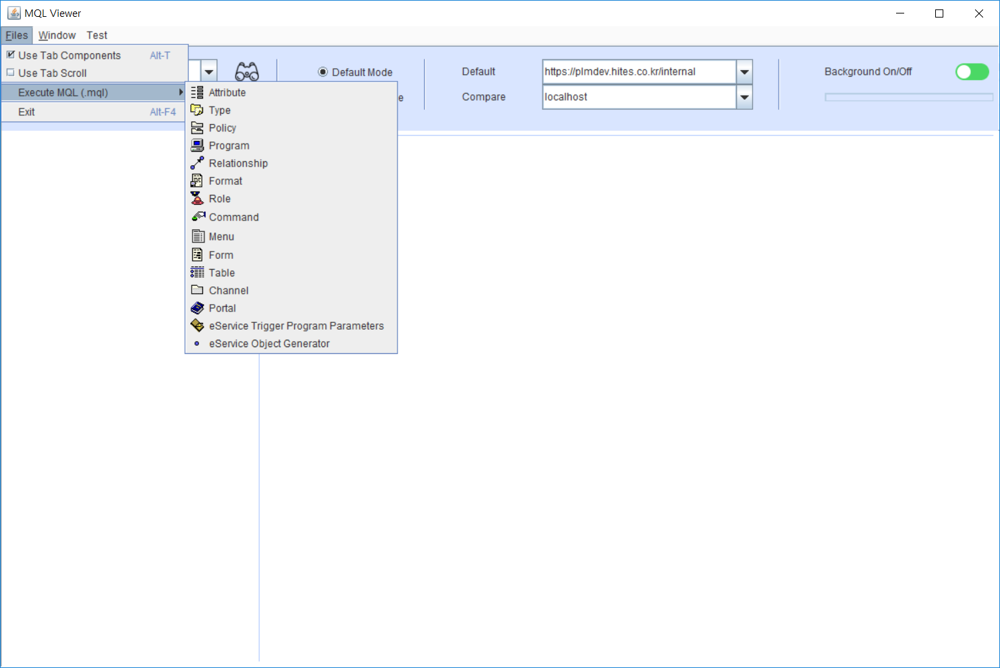 MQL Viewer
Files Window Test
Use Tab Components Alt-T
Use Tab Scroll
Execute MQL (.mql)
Exit Alt-F4
Attribute
Type
Policy
Program
Relationship
Format
Role
Command
Menu
Form
Table
Channel
Portal
eService Trigger Program Parameters
eService Object Generator
Default Mode
e
Default https://plmdev.hites.co.kr/internal
Compare localhost
Background On/Off